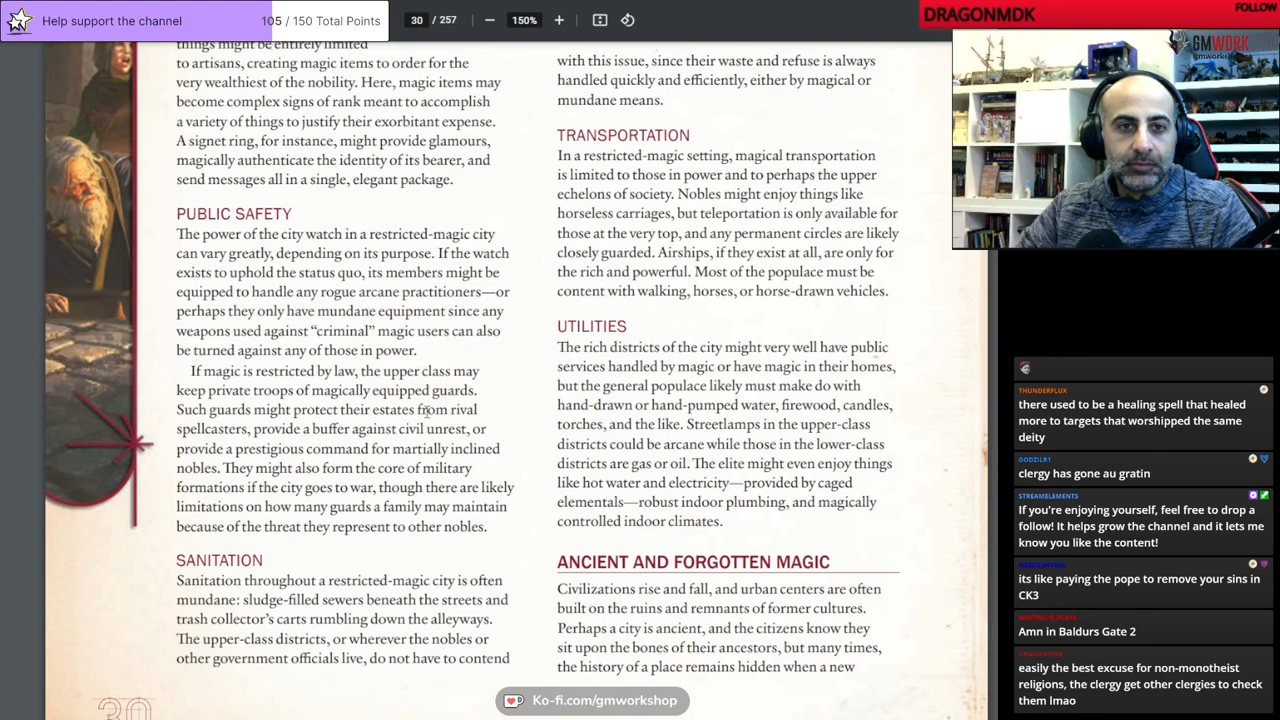 Help support the channel
105 / 150 Total Points
30 / 257
150%
DRAGONMDK
FOLLOW
GMWORK
gmworksho
things might be entirely limited
to artisans, creating magic items to order for the
very wealthiest of the nobility. Here, magic items may
become complex signs of rank meant to accomplish
a variety of things to justify their exorbitant expense.
A signet ring, for instance, might provide glamours,
magically authenticate the identity of its bearer, and
send messages all in a single, elegant package.
PUBLIC SAFETY
The power of the city watch in a restricted-magic city
can vary greatly, depending on its purpose. If the watch
exists to uphold the status quo, its members might be
equipped to handle any rogue arcane practitioners—or
perhaps they only have mundane equipment since any
weapons used against “criminal” magic users can also
be turned against any of those in power.
If magic is restricted by law, the upper class may
keep private troops of magically equipped guards.
Such guards might protect their estates from rival
spellcasters, provide a buffer against civil unrest, or
provide a prestigious command for martially inclined
nobles. They might also form the core of military
formations if the city goes to war, though there are likely
limitations on how many guards a family may maintain
because of the threat they represent to other nobles.
SANITATION
Sanitation throughout a restricted-magic city is often
mundane: sludge-filled sewers beneath the streets and
trash collector’s carts rumbling down the alleyways.
The upper-class districts, or wherever the nobles or
other government officials live, do not have to contend
30
with this issue, since their waste and refuse is always
handled quickly and efficiently, either by magical or
mundane means.
TRANSPORTATION
In a restricted-magic setting, magical transportation
is limited to those in power and to perhaps the upper
echelons of society. Nobles might enjoy things like
horseless carriages, but teleportation is only available for
those at the very top, and any permanent circles are likely
closely guarded. Airships, if they exist at all, are only for
the rich and powerful. Most of the populace must be
content with walking, horses, or horse-drawn vehicles.
UTILITIES
The rich districts of the city might very well have public
services handled by magic or have magic in their homes,
but the general populace likely must make do with
hand-drawn or hand-pumped water, firewood, candles,
torches, and the like. Streetlamps in the upper-class
districts could be arcane while those in the lower-class
districts are gas or oil. The elite might even enjoy things
like hot water and electricity—provided by caged
elementals—robust indoor plumbing, and magically
controlled indoor climates.
ANCIENT AND FORGOTTEN MAGIC
Civilizations rise and fall, and urban centers are often
built on the ruins and remnants of former cultures.
Perhaps a city is ancient, and the citizens know they
sit upon the bones of their ancestors, but many times,
the history of a place remains hidden when a new
Ko-fi.com/gmworkshop
THUNDERFLUX
there used to be a healing spell that healed
more to targets that worshipped the same
deity
GODZILR1
clergy has gone au gratin
STREAMELEMENTS
If you're enjoying yourself, feel free to drop a
follow! It helps grow the channel and it lets me
know you like the content!
its like paying the pope to remove your sins in
CK3
Amn in Baldurs Gate 2
easily the best excuse for non-monotheist
religions, the clergy get other clergies to check
them lmao